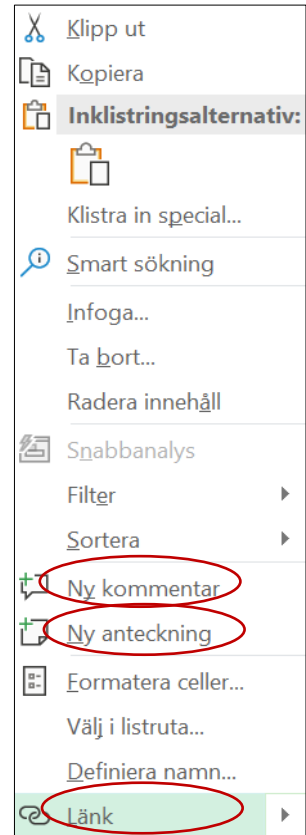 Klipp ut
Kopiera
Inklistringsalternativ:
Klistra in special...
Smart sökning
Infoga...
Ta bort...
Radera innehåll
Snabbanalys
Filter
Sortera
Ny kommentar
Ny anteckning
Formatera celler...
Välj i listruta...
Definiera namn...
Länk